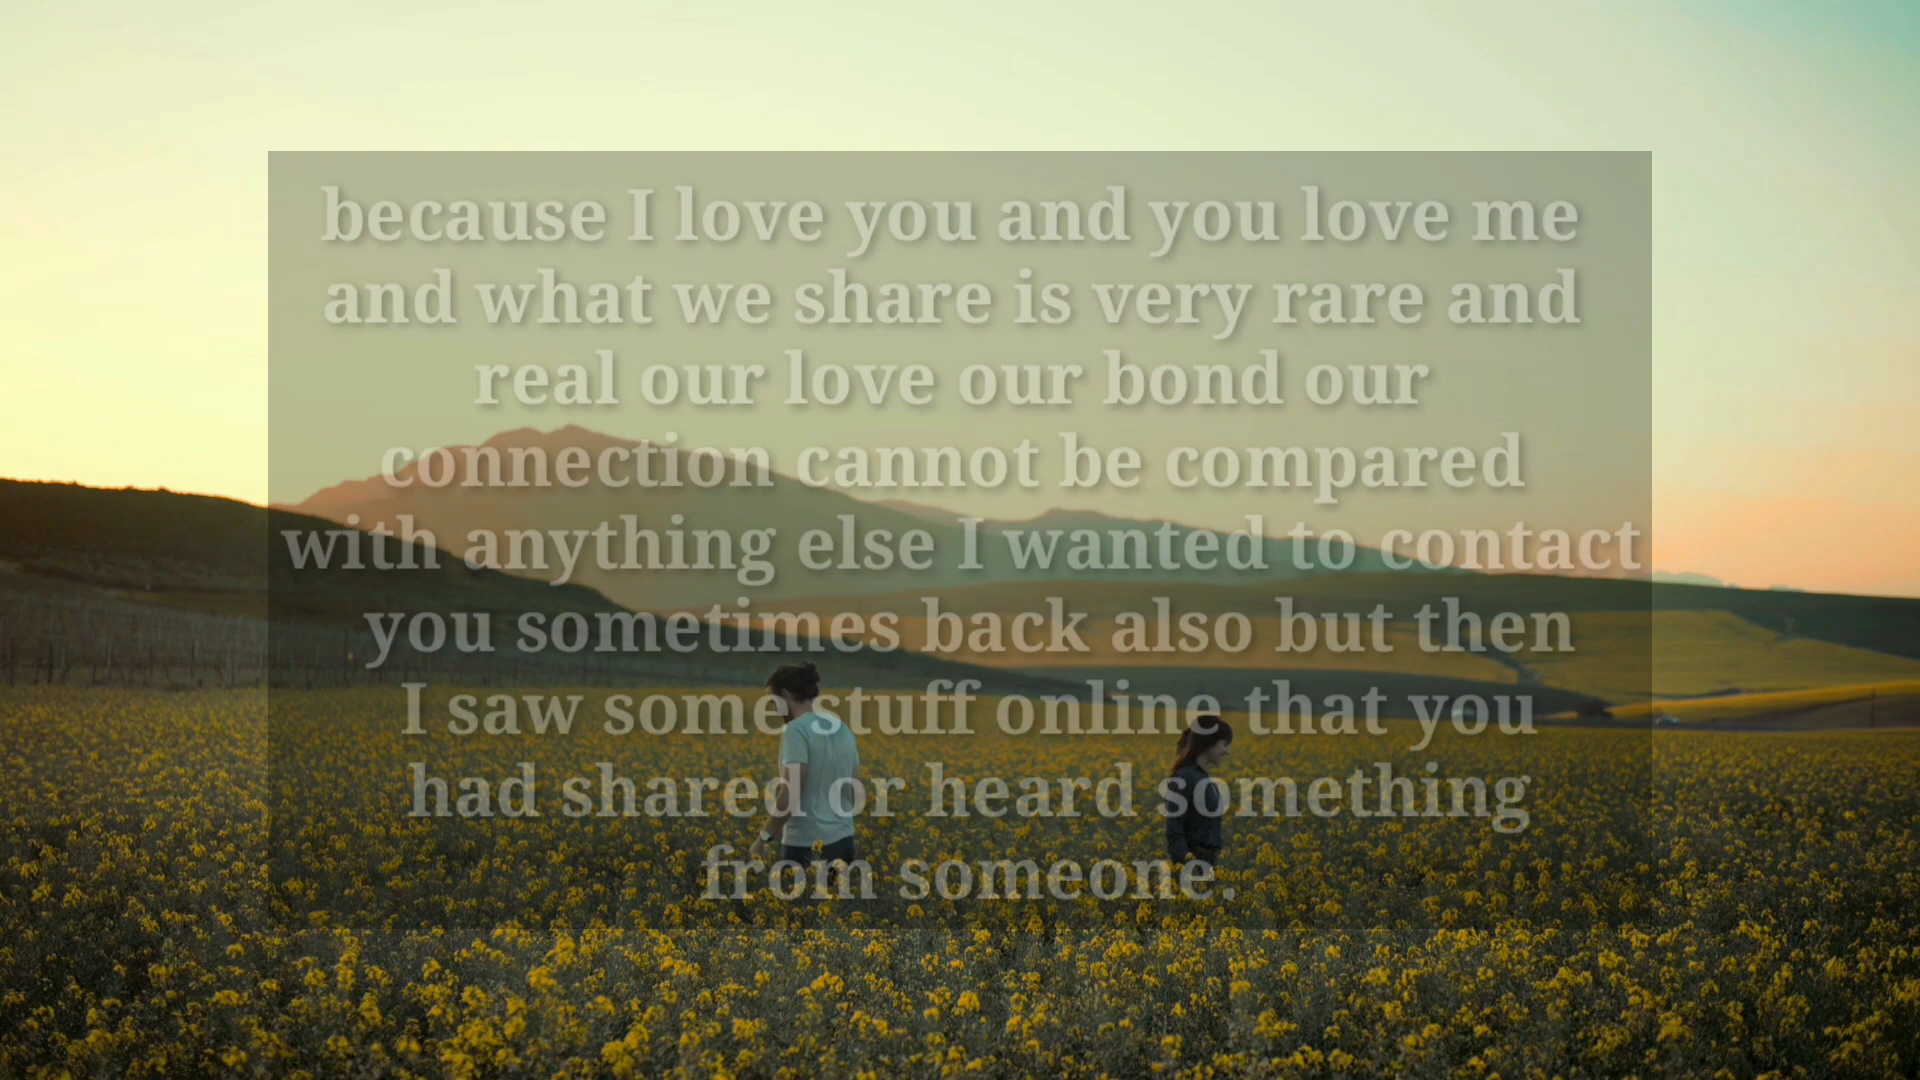 because I love you and you love me
and what we share is very rare and
real our love our bond our
connection cannot be compared
with anything else I wanted to contact
you sometimes back also but then
I saw some stuff online that you
had shared or heard something
from someone.